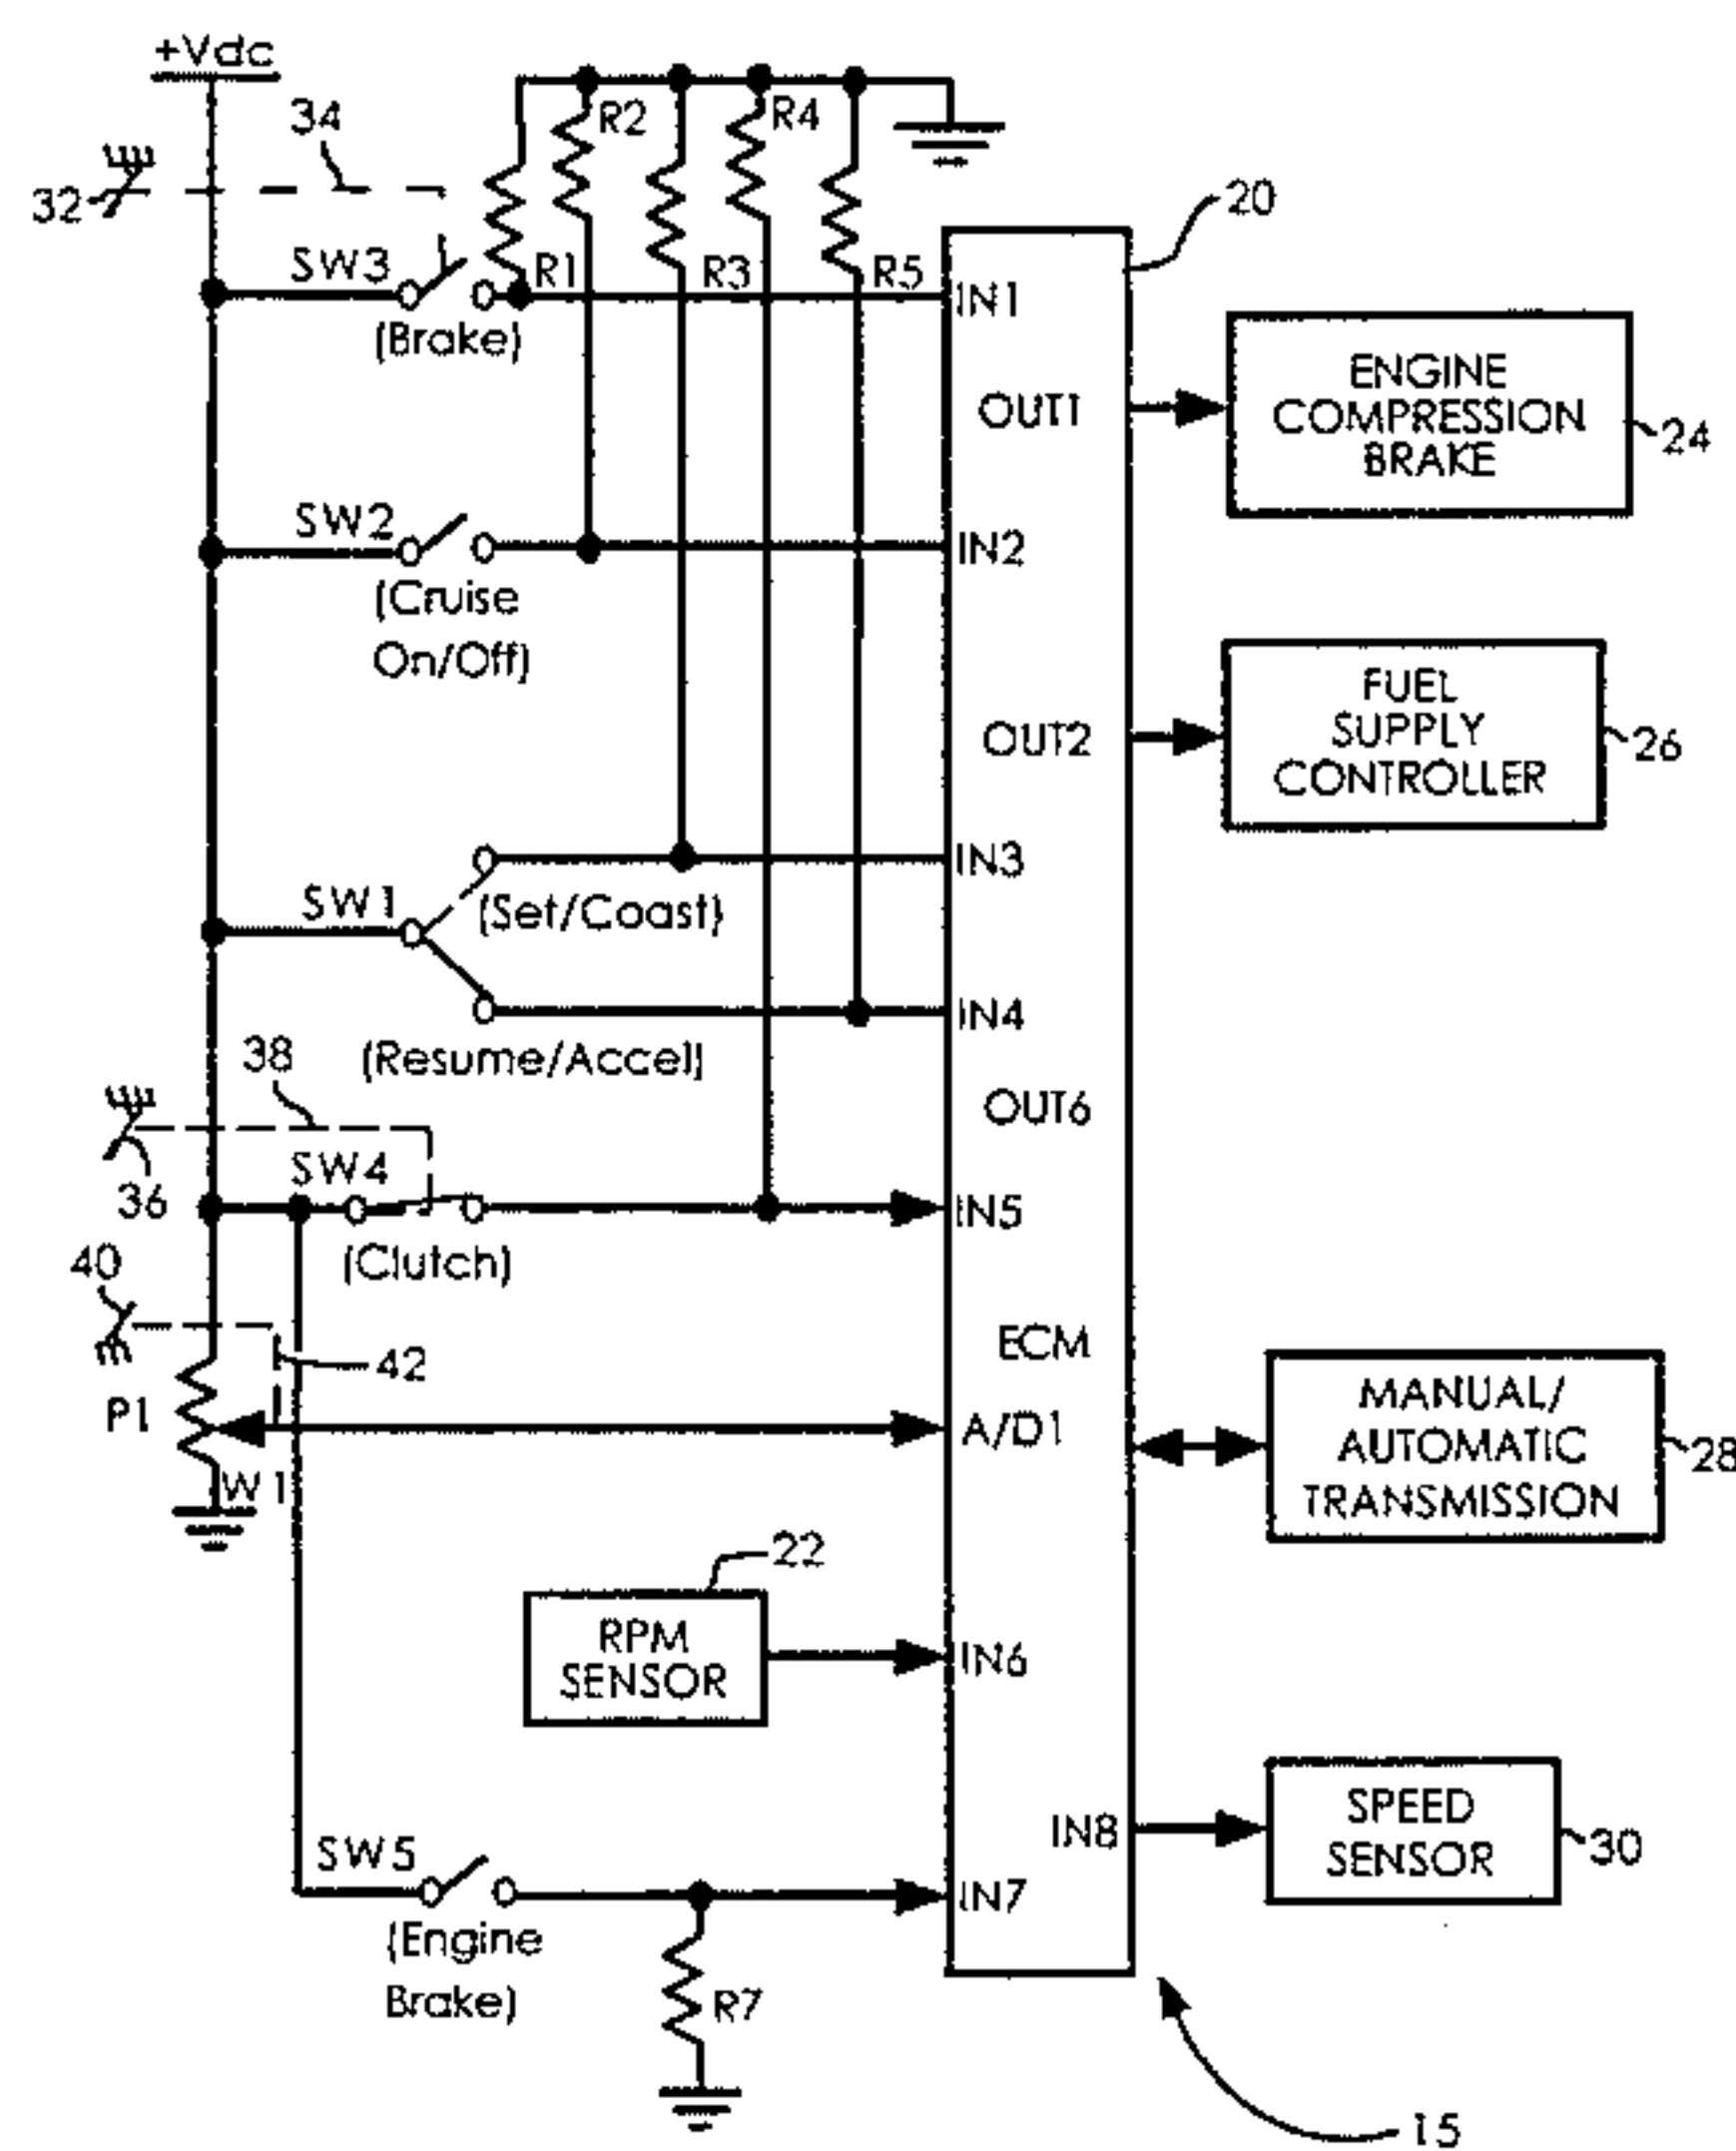 +Vdc
34
R2
R4
32
20
SW3
R1
R3
R5
IN1
(Brake)
OUT1
ENGINE
COMPRESSION
BRAKE
24
SW2
IN2
(Cruise
On/Off)
OUT2
FUEL
SUPPLY
CONTROLLER
26
IN3
SW1
(Set/Coast)
IN4
38
(Resume/Accel)
OUT6
36
SW4
IN5
(Clutch)
40
ECM
42
P1
A/D1
MANUAL/
AUTOMATIC
TRANSMISSION
28
W1
22
RPM
SENSOR
IN6
IN8
SPEED
SENSOR
30
SW5
IN7
(Engine
Brake)
R7
15